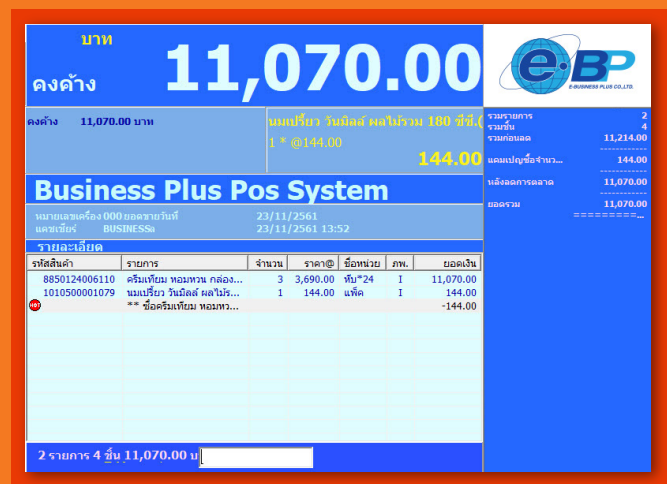 บาท
คงค้าง 11,070.00
e-BP
E-BUSINESS PLUS CO.,LTD.
คงค้าง 11,070.00 บาท
นมเปรี้ยว วันมิลล์ ผลไม้รวม 180 ซีซี.(
1 * @144.00
144.00
รวมรายการ 2
รวมชิ้น 4
รวมก่อนลด 11,214.00
-----------
แคมเปญซื้อจำนว... 144.00
-----------
หลังลดการตลาด 11,070.00
-----------
ยอดรวม 11,070.00
=========...
Business Plus Pos System
หมายเลขเครื่อง 000 ยอดขายวันที่ 23/11/2561
แคชเชียร์ BUSINESSด 23/11/2561 13:52
รายละเอียด
รหัสสินค้า รายการ จำนวน ราคา@ ชื่อหน่วย ภพ. ยอดเงิน
8850124006110 ครีมเทียม หอมหวน กล่อง... 3 3,690.00 หีบ*24 I 11,070.00
1010500001079 นมเปรี้ยว วันมิลล์ ผลไม้ร... 1 144.00 แพ็ค I 144.00
HOT ** ซื้อครีมเทียม หอมหว... -144.00
2 รายการ 4 ชิ้น 11,070.00 บ